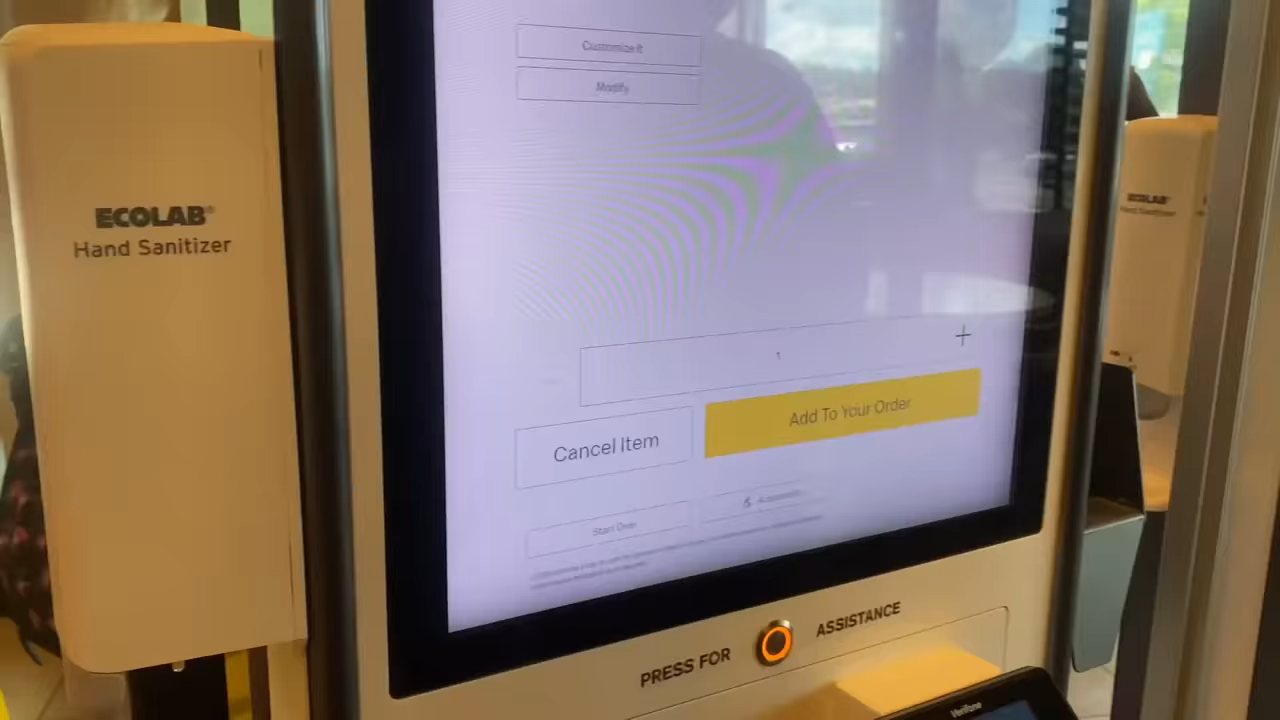 Customize It
Modify
ECOLAB®
Hand Sanitizer
ECOLAB
Hand Sanitizer
1
+
Add To Your Order
Cancel Item
Start Over
PRESS FOR
ASSISTANCE
Verifone